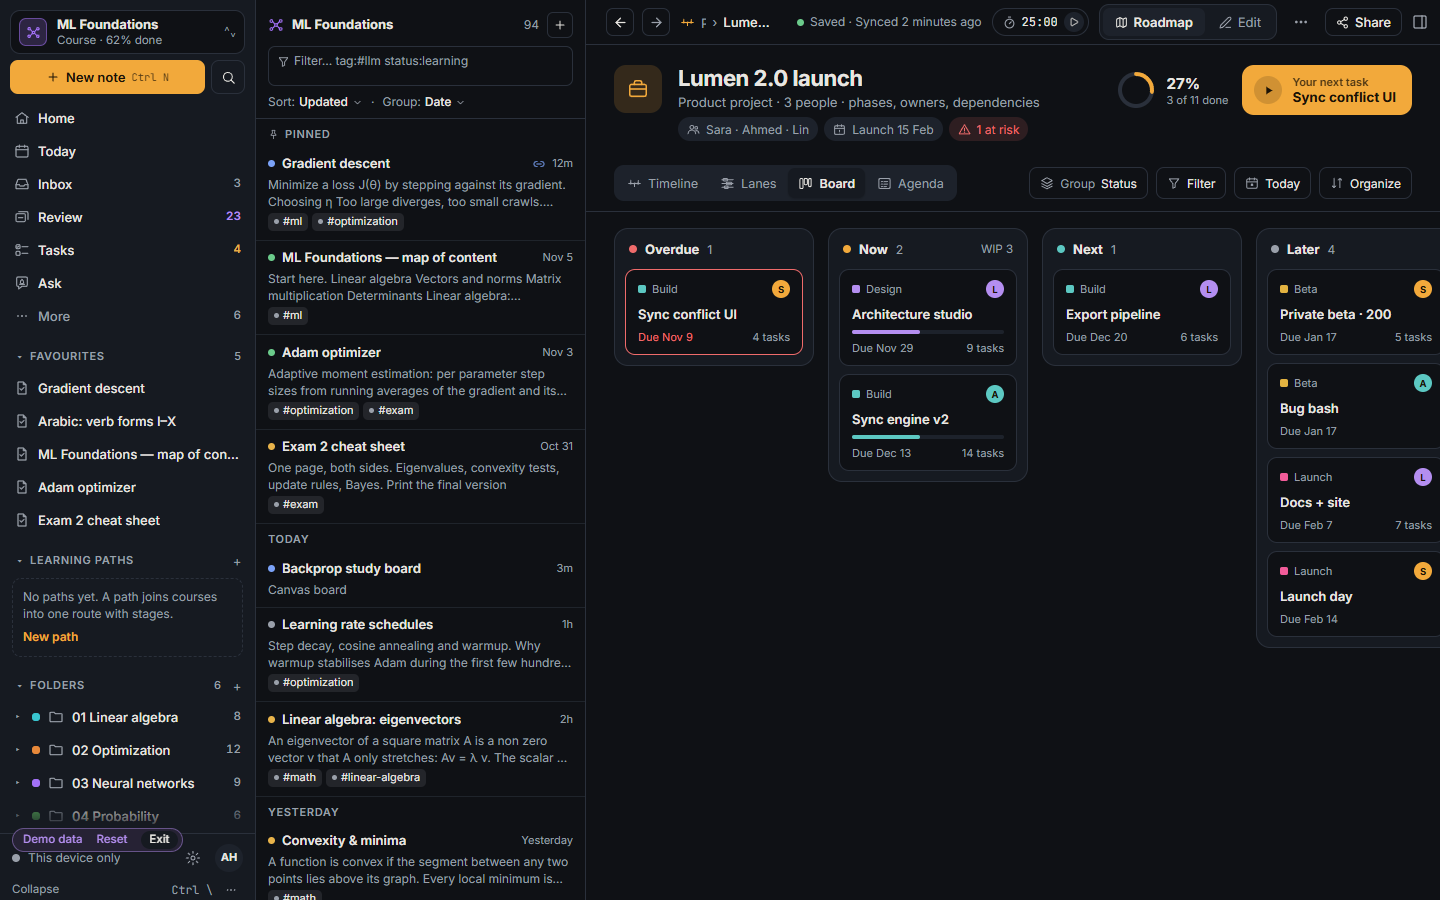 ML Foundations
Course · 62% done
New note Ctrl N
Home
Today
Inbox 3
Review 23
Tasks 4
Ask
More 6
FAVOURITES 5
Gradient descent
Arabic: verb forms I–X
ML Foundations — map of con...
Adam optimizer
Exam 2 cheat sheet
LEARNING PATHS +
No paths yet. A path joins courses
into one route with stages.
New path
FOLDERS 6 +
01 Linear algebra 8
02 Optimization 12
03 Neural networks 9
04 Probability 6
Demo data Reset Exit
This device only AH
Collapse Ctrl \ ...
ML Foundations 94 +
Filter... tag:#llm status:learning
Sort: Updated · Group: Date
PINNED
Gradient descent 12m
Minimize a loss J(θ) by stepping against its gradient.
Choosing η Too large diverges, too small crawls....
#ml #optimization
ML Foundations — map of content Nov 5
Start here. Linear algebra Vectors and norms Matrix
multiplication Determinants Linear algebra:...
#ml
Adam optimizer Nov 3
Adaptive moment estimation: per parameter step
sizes from running averages of the gradient and its...
#optimization #exam
Exam 2 cheat sheet Oct 31
One page, both sides. Eigenvalues, convexity tests,
update rules, Bayes. Print the final version
#exam
TODAY
Backprop study board 3m
Canvas board
Learning rate schedules 1h
Step decay, cosine annealing and warmup. Why
warmup stabilises Adam during the first few hundre...
#optimization
Linear algebra: eigenvectors 2h
An eigenvector of a square matrix A is a non zero
vector v that A only stretches: Av = λ v. The scalar ...
#math #linear-algebra
YESTERDAY
Convexity & minima Yesterday
A function is convex if the segment between any two
points lies above its graph. Every local minimum is...
#math
› Lume... Saved · Synced 2 minutes ago 25:00 Roadmap Edit ... Share
Lumen 2.0 launch
Product project · 3 people · phases, owners, dependencies
Sara · Ahmed · Lin Launch 15 Feb 1 at risk
27%
3 of 11 done
Your next task
Sync conflict UI
Timeline Lanes Board Agenda Group Status Filter Today Organize
Overdue 1
Build S
Sync conflict UI
Due Nov 9 4 tasks
Now 2 WIP 3
Design L
Architecture studio
Due Nov 29 9 tasks
Build A
Sync engine v2
Due Dec 13 14 tasks
Next 1
Build L
Export pipeline
Due Dec 20 6 tasks
Later 4
Beta S
Private beta · 200
Due Jan 17 5 tasks
Beta A
Bug bash
Due Jan 17
Launch L
Docs + site
Due Feb 7 7 tasks
Launch S
Launch day
Due Feb 14